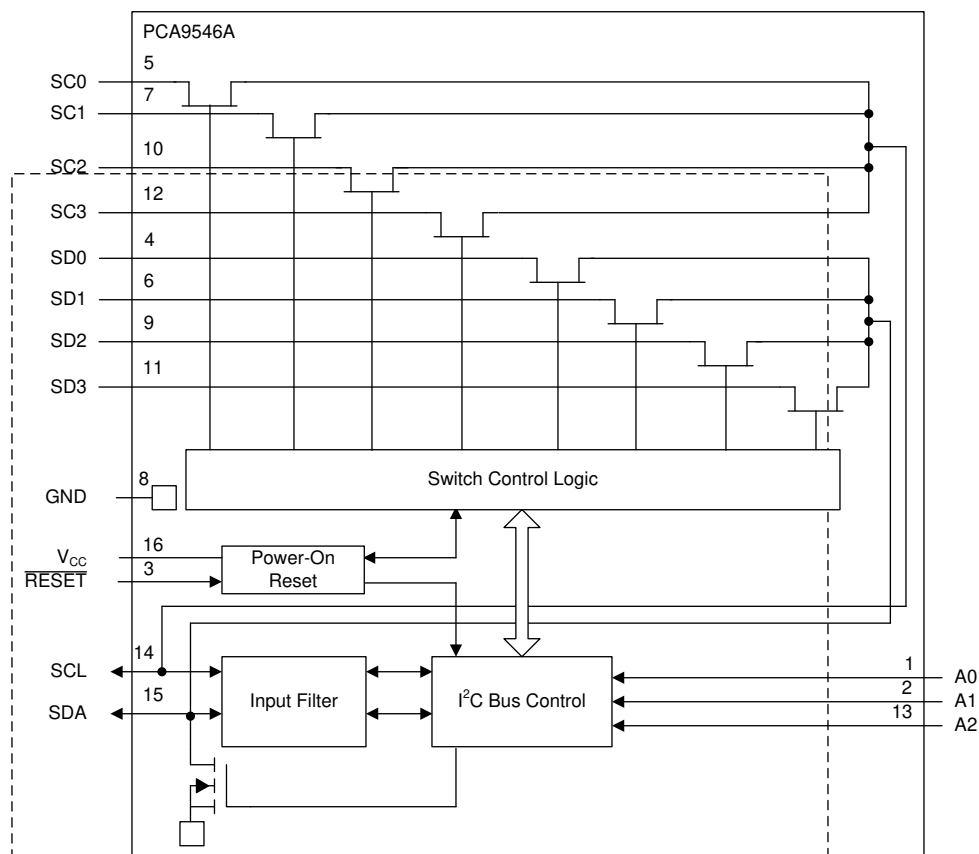 PCA9546A
5
SC0
7
SC1
10
SC2
12
SC3
4
SD0
6
SD1
9
SD2
11
SD3
Switch Control Logic
8
GND
16
VCC
Power-On
Reset
3
RESET
14
SCL
15
SDA
Input Filter
I²C Bus Control
1
A0
2
A1
13
A2